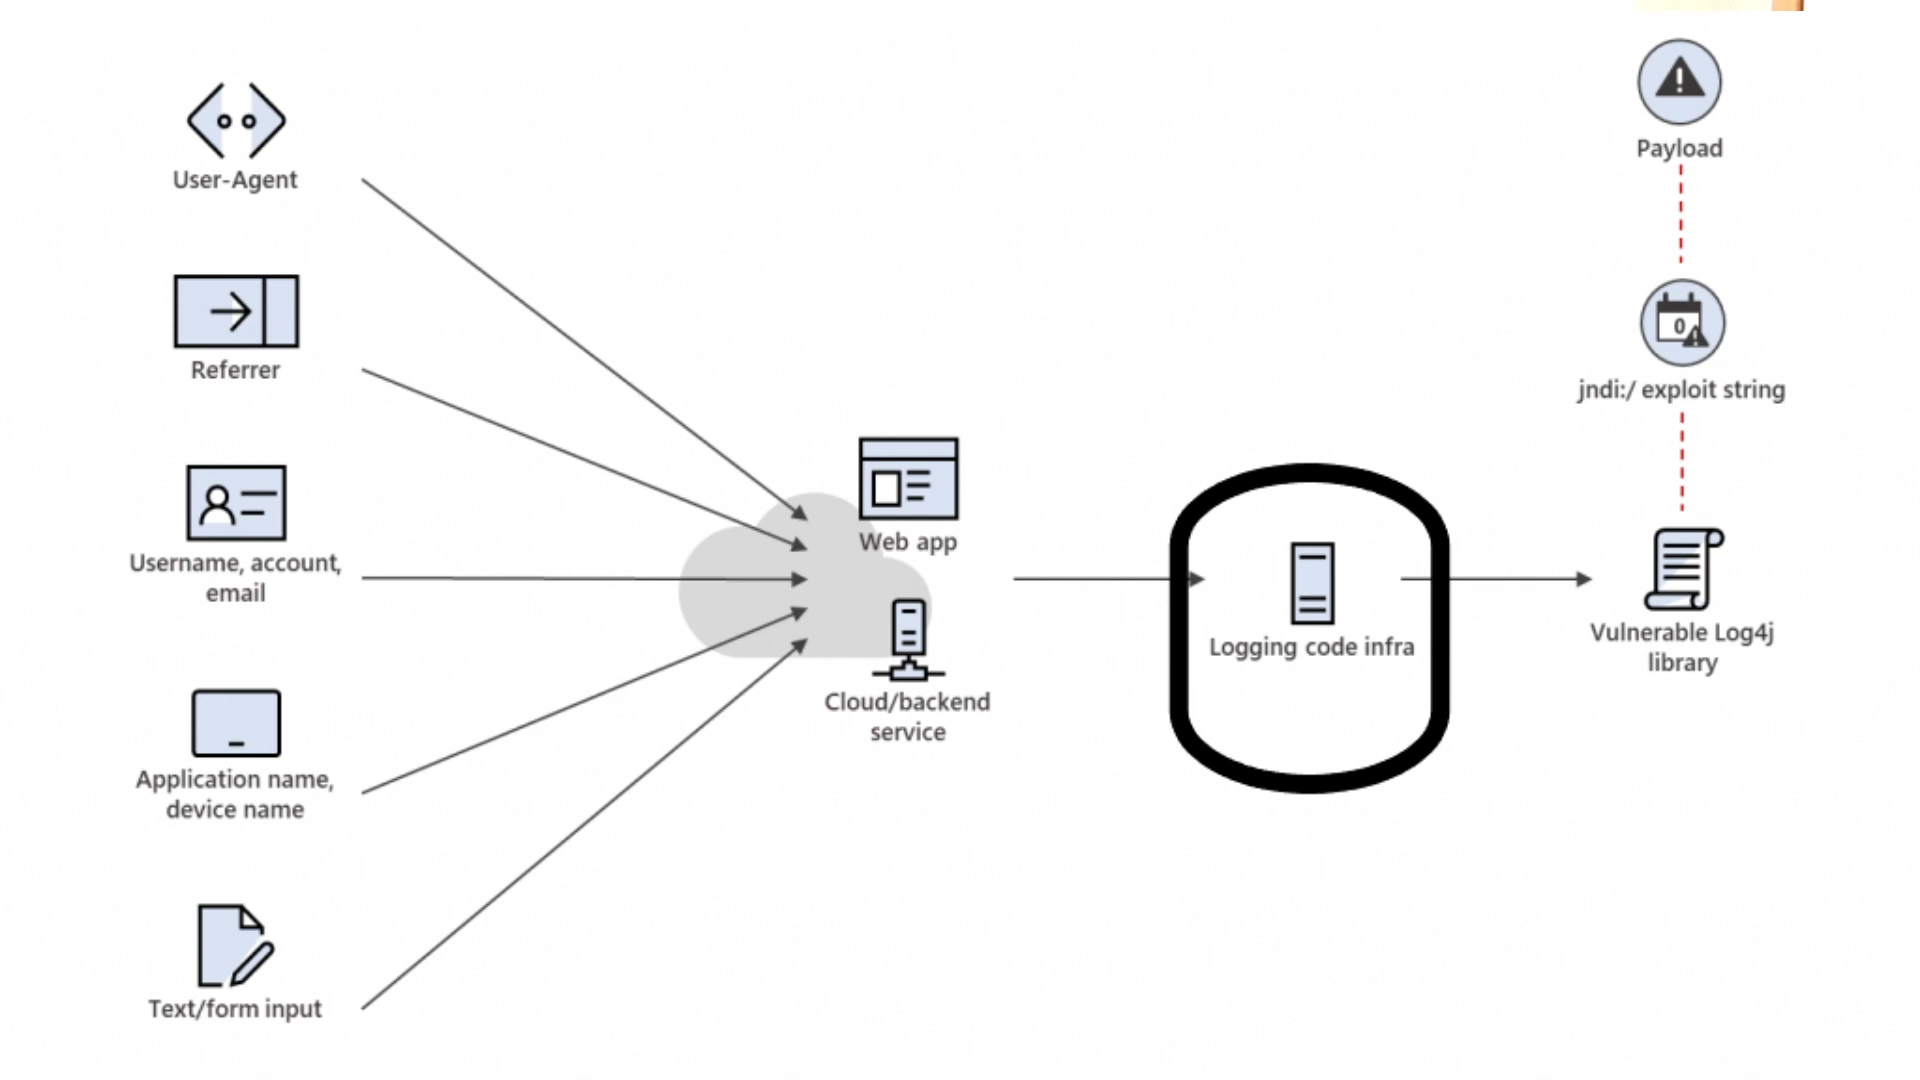 User-Agent
Referrer
Username, account,
email
Application name,
device name
Text/form input
Web app
Cloud/backend
service
Logging code infra
Payload
0
jndi:/ exploit string
Vulnerable Log4j
library